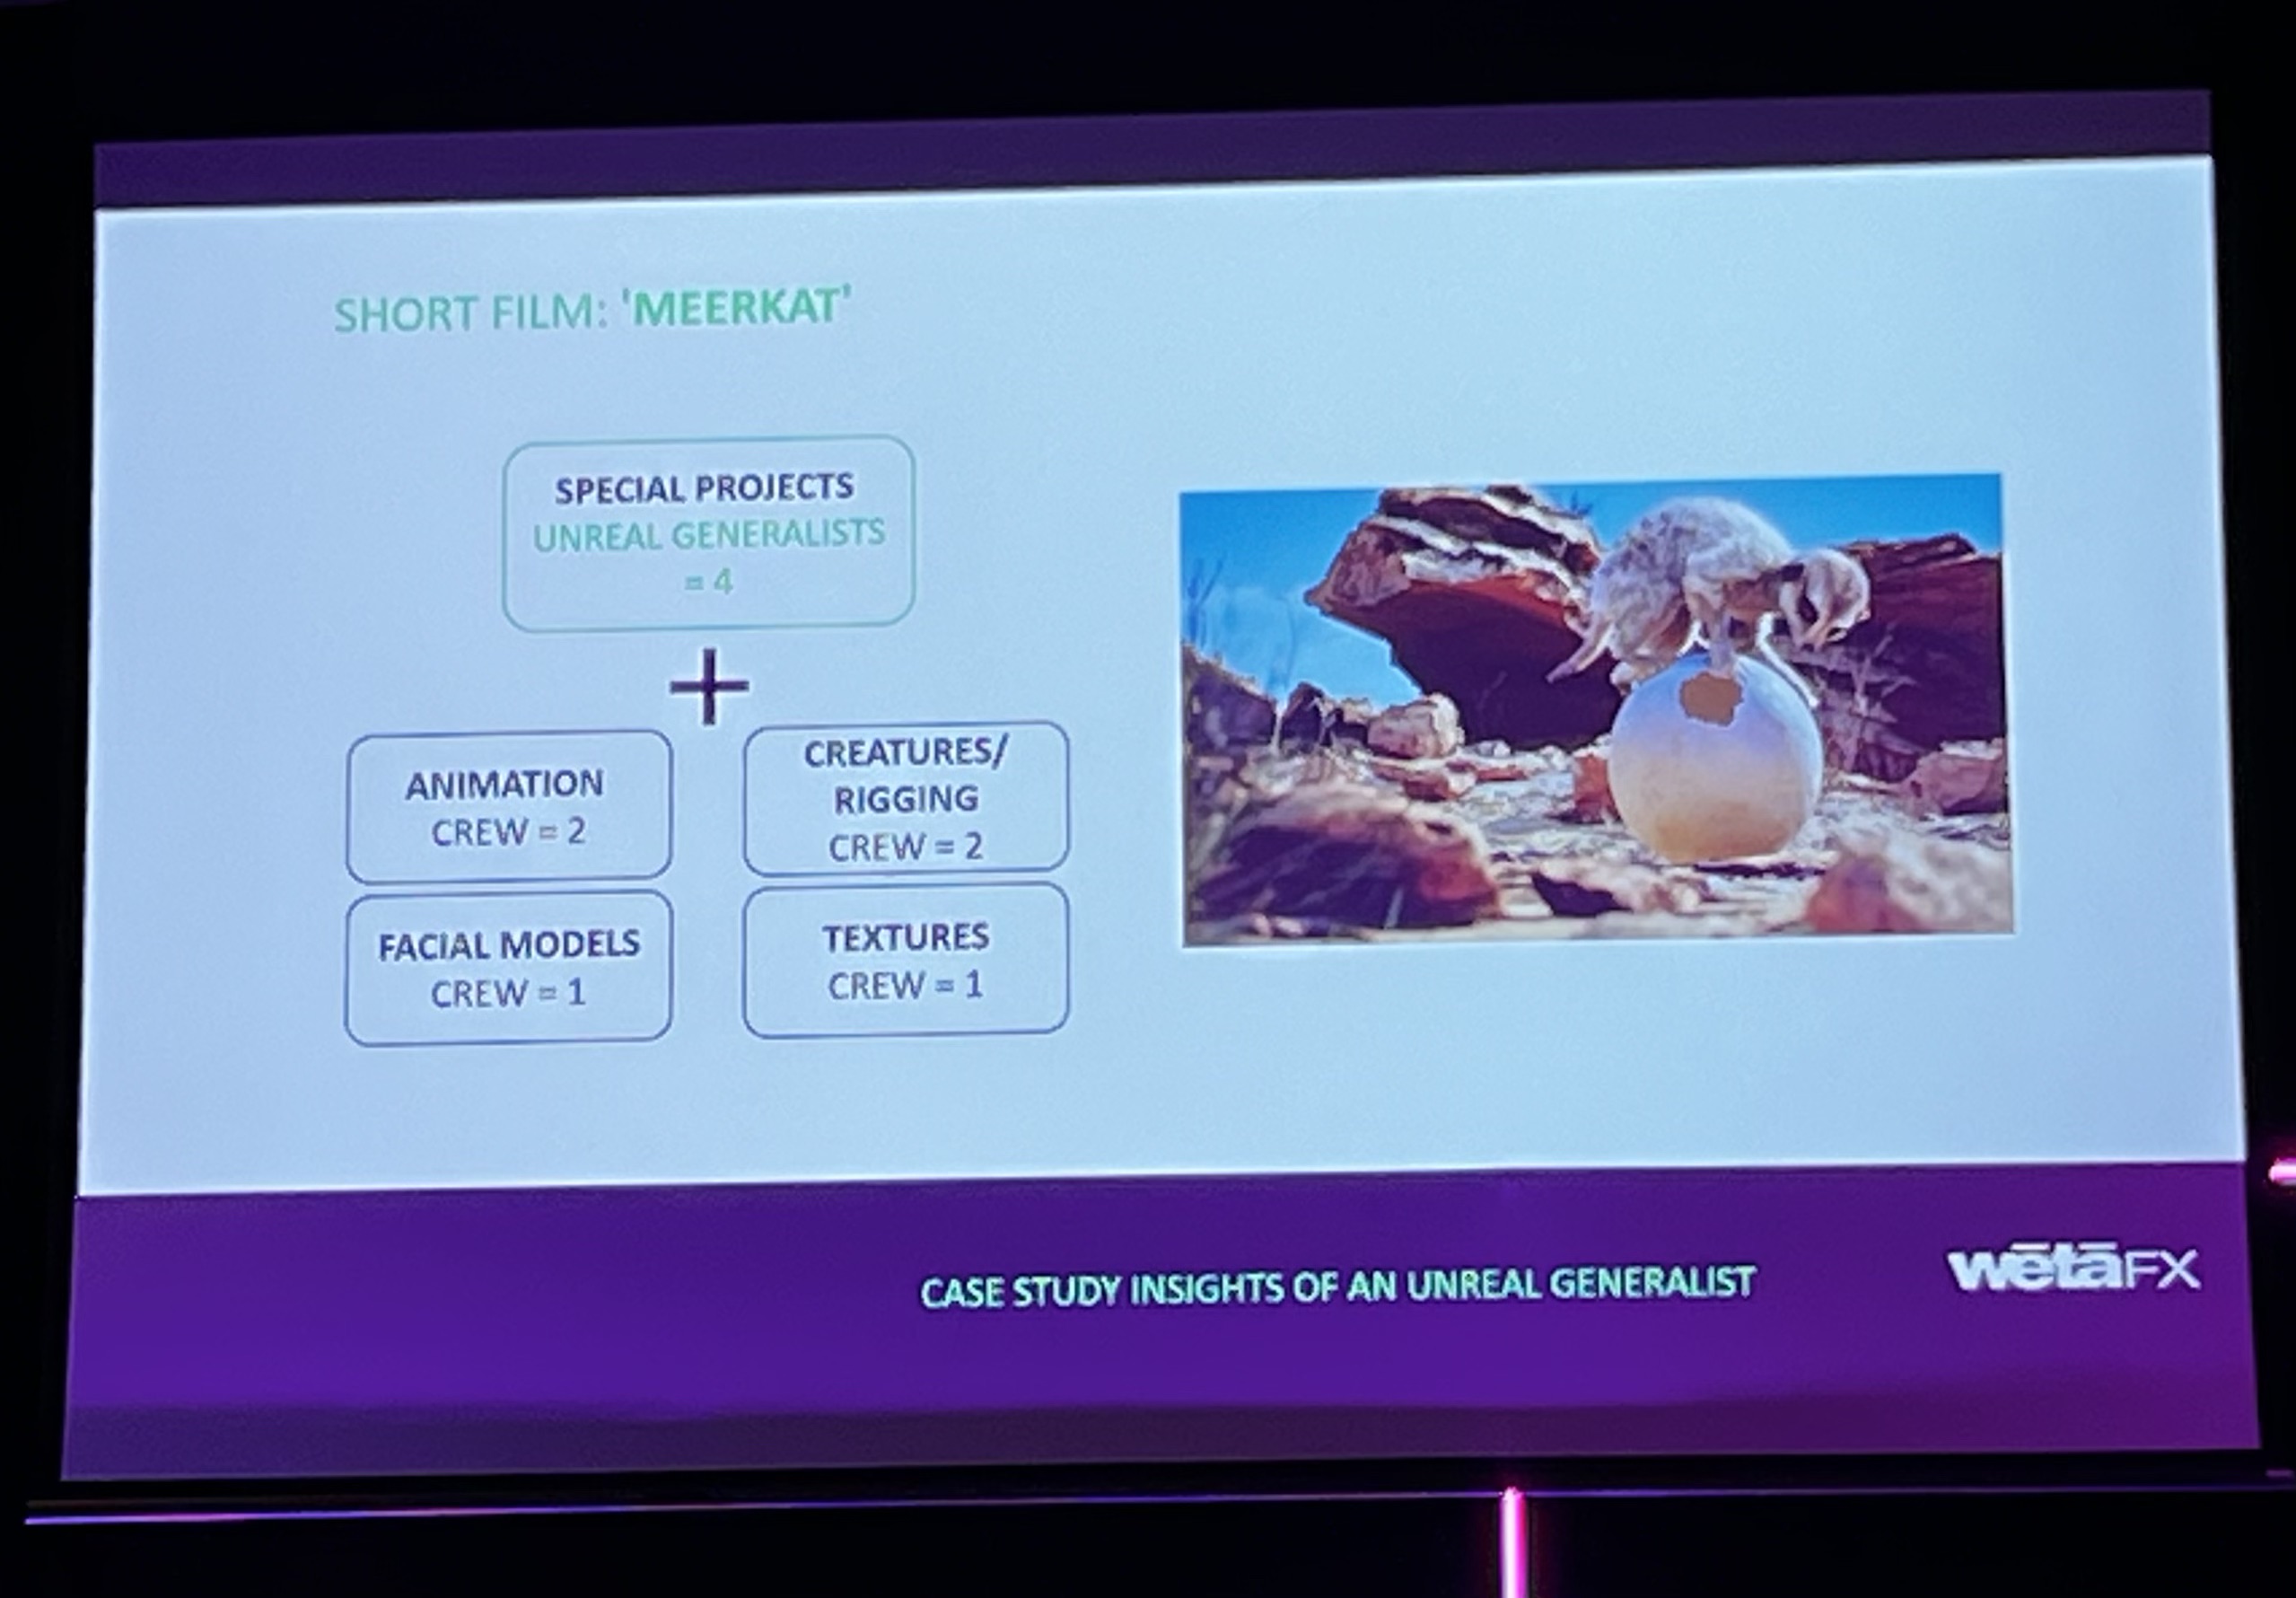 SHORT FILM: 'MEERKAT'
SPECIAL PROJECTS
UNREAL GENERALISTS
= 4
+
ANIMATION
CREW = 2
CREATURES/
RIGGING
CREW = 2
FACIAL MODELS
CREW = 1
TEXTURES
CREW = 1
CASE STUDY INSIGHTS OF AN UNREAL GENERALIST
wētāFX